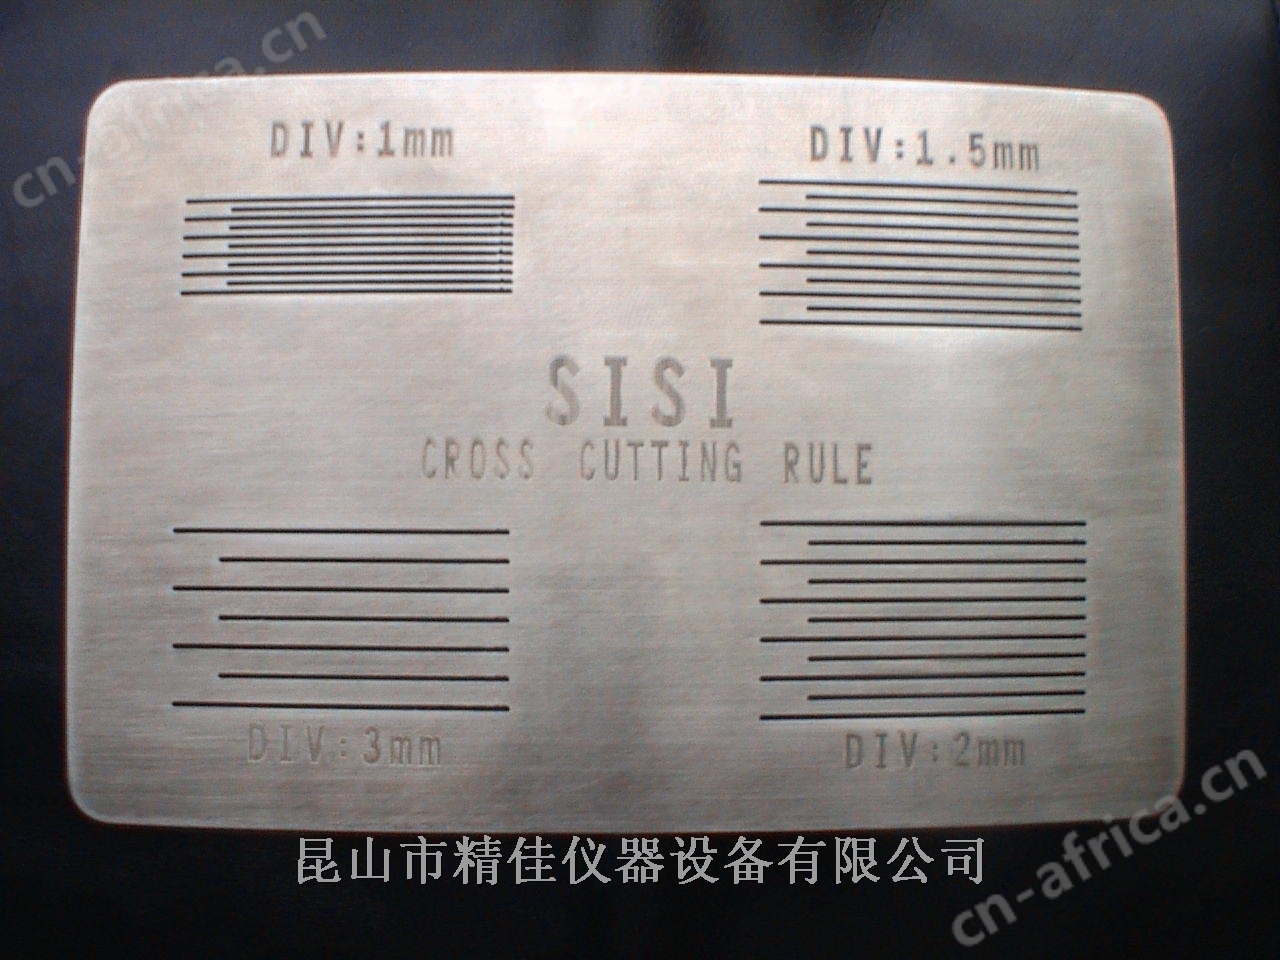 cn-africa.cn
DIV:1mm
DIV:1.5mm
SISI
CROSS CUTTING RULE
DIV:3mm
DIV:2mm
昆山市精佳仪器设备有限公司
cn-africa.cn